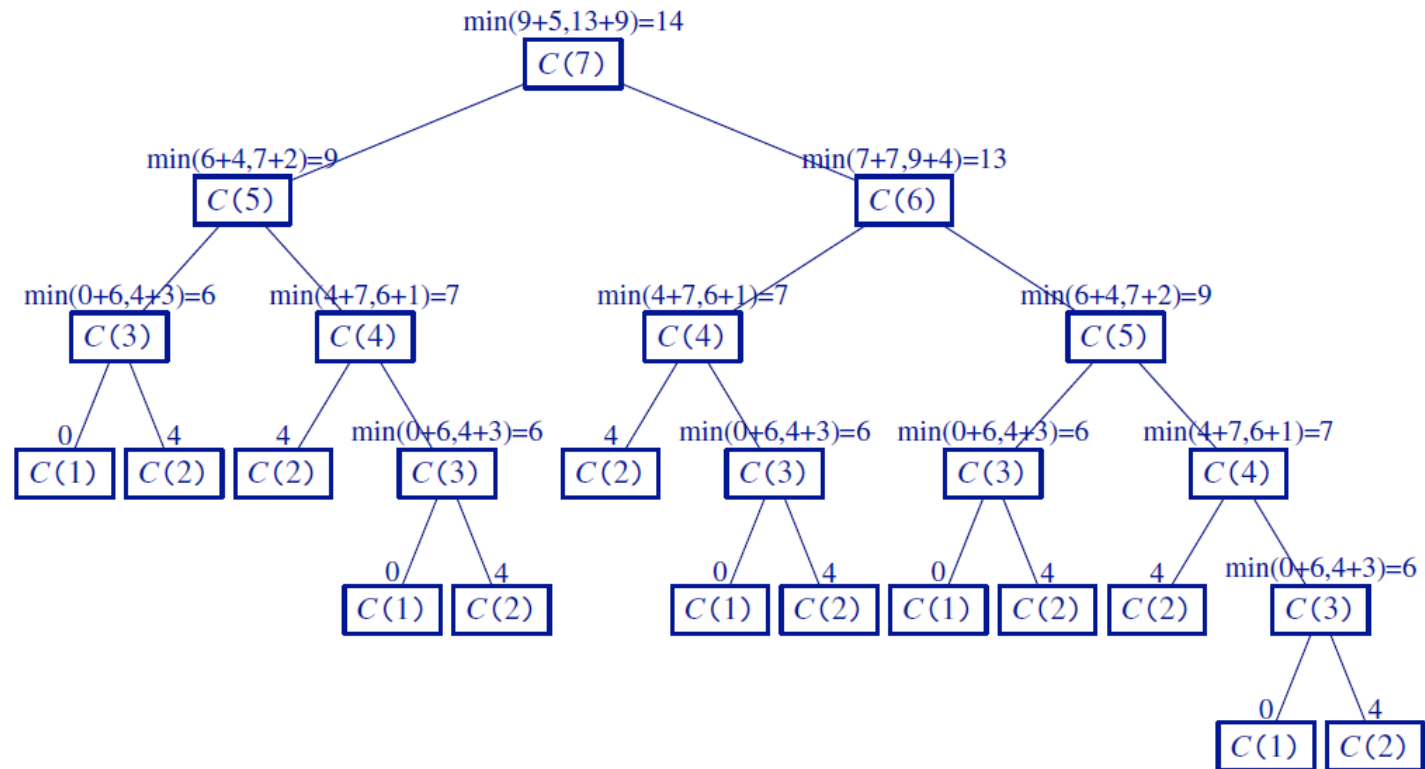 min(9+5,13+9)=14
C(7)
min(6+4,7+2)=9 min(7+7,9+4)=13
C(5) C(6)
min(0+6,4+3)=6 min(4+7,6+1)=7 min(4+7,6+1)=7 min(6+4,7+2)=9
C(3) C(4) C(4) C(5)
0 4 4 min(0+6,4+3)=6 4 min(0+6,4+3)=6 min(0+6,4+3)=6 min(4+7,6+1)=7
C(1) C(2) C(2) C(3) C(2) C(3) C(3) C(4)
0 4 0 4 0 4 4 min(0+6,4+3)=6
C(1) C(2) C(1) C(2) C(1) C(2) C(2) C(3)
0 4
C(1) C(2)